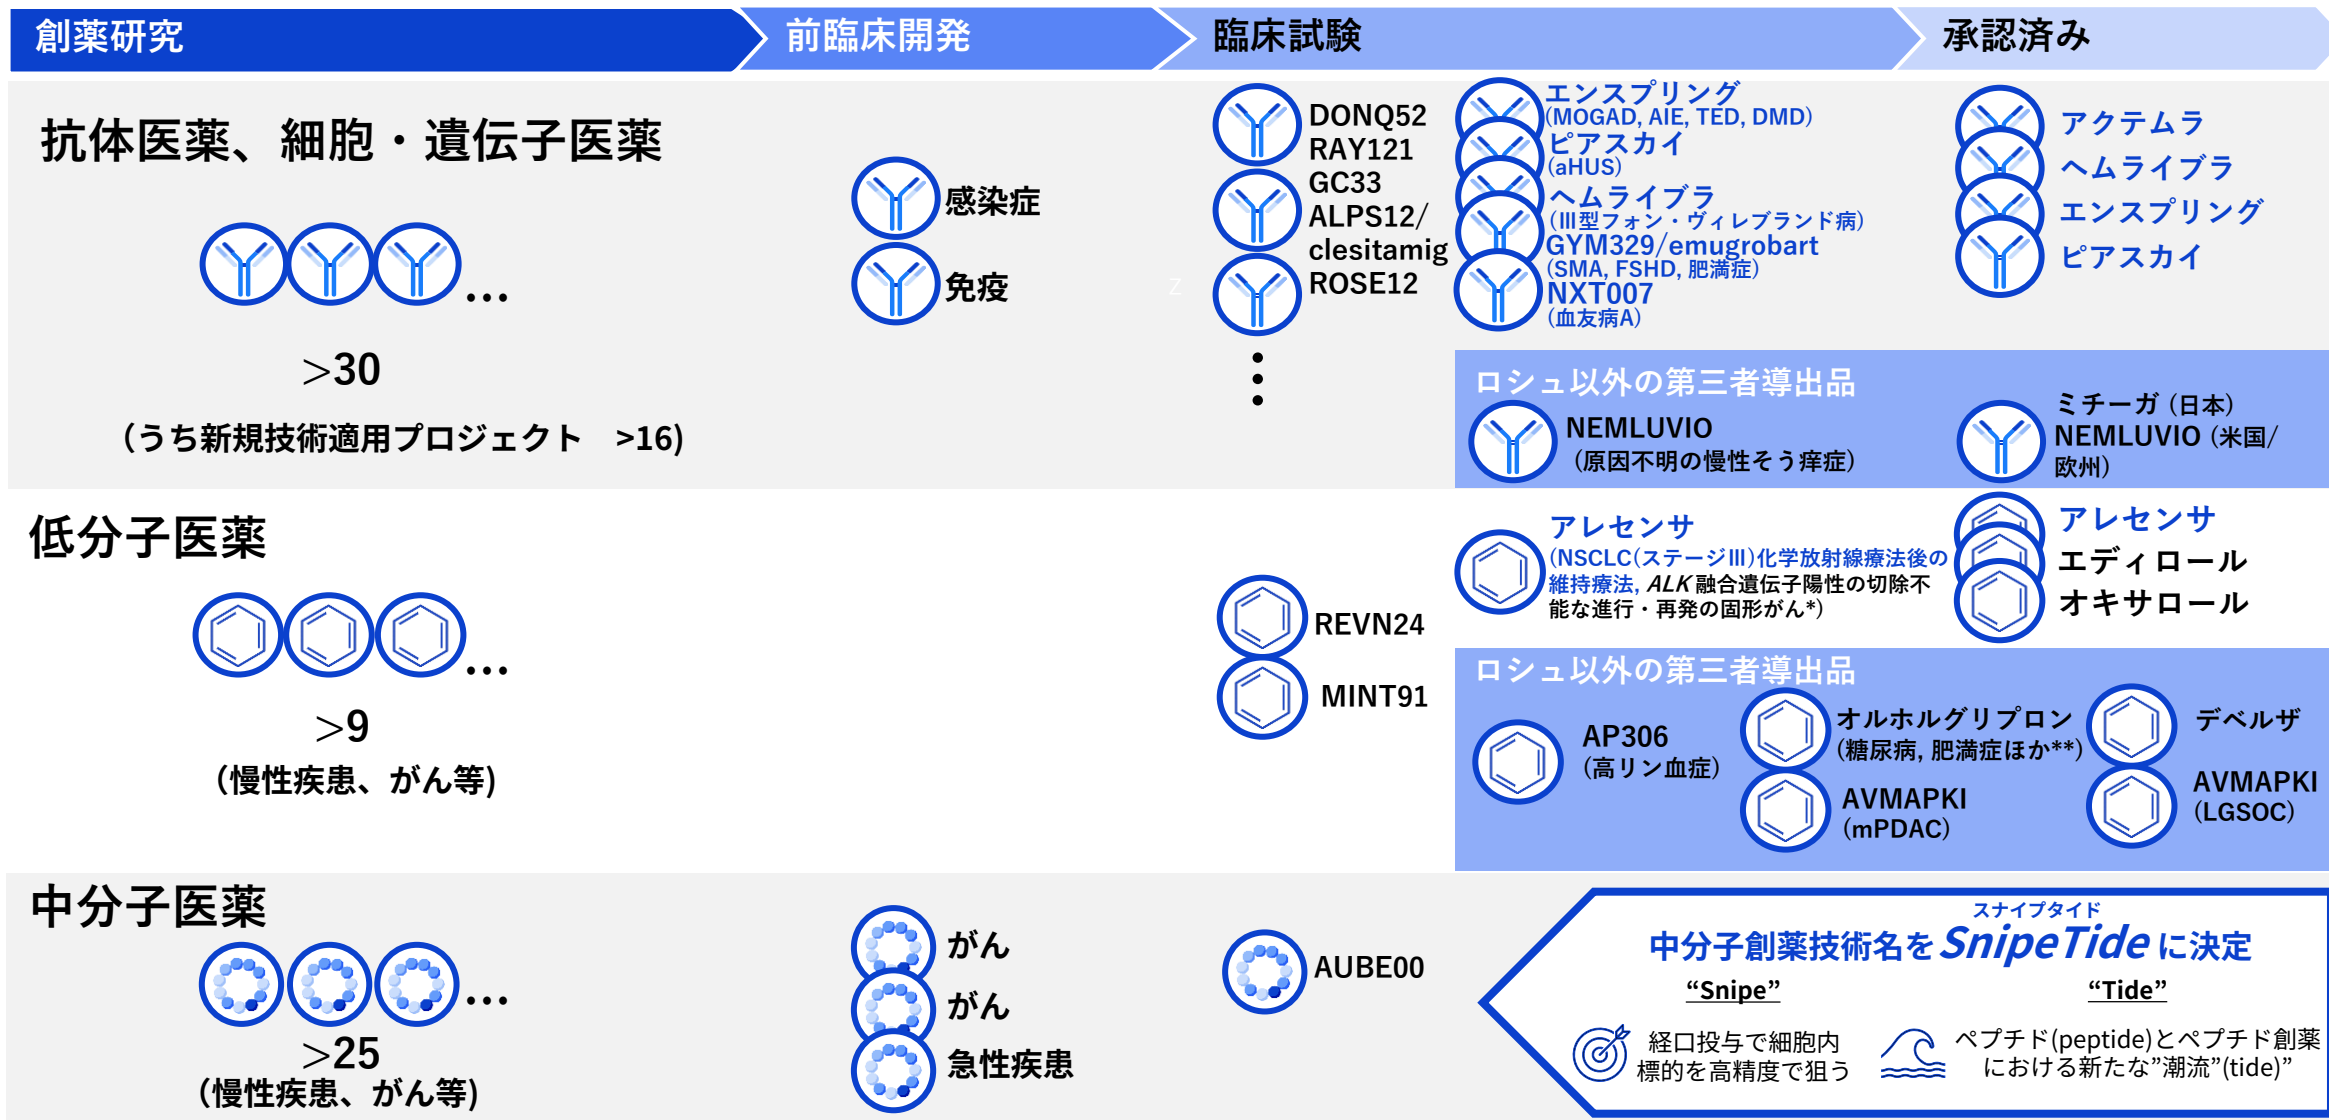 創薬研究
前臨床開発
臨床試験
承認済み
抗体医薬、細胞・遺伝子医薬
...
>30
(うち新規技術適用プロジェクト >16)
感染症
免疫
z
DONQ52
RAY121
GC33
ALPS12/
clesitamig
ROSE12
エンスプリング
(MOGAD, AIE, TED, DMD)
ピアスカイ
(aHUS)
ヘムライブラ
(Ⅲ型フォン・ヴィレブランド病)
GYM329/emugrobart
(SMA, FSHD, 肥満症)
NXT007
(血友病A)
アクテムラ
ヘムライブラ
エンスプリング
ピアスカイ
ロシュ以外の第三者導出品
NEMLUVIO
(原因不明の慢性そう痒症)
ミチーガ (日本)
NEMLUVIO (米国/
欧州)
低分子医薬
...
>9
(慢性疾患、がん等)
REVN24
MINT91
アレセンサ
(NSCLC(ステージⅢ)化学放射線療法後の
維持療法, ALK 融合遺伝子陽性の切除不
能な進行・再発の固形がん*)
アレセンサ
エディロール
オキサロール
ロシュ以外の第三者導出品
AP306
(高リン血症)
オルホルグリプロン
(糖尿病, 肥満症ほか**)
AVMAPKI
(mPDAC)
デベルザ
AVMAPKI
(LGSOC)
中分子医薬
...
>25
(慢性疾患、がん等)
がん
がん
急性疾患
AUBE00
スナイプタイド
中分子創薬技術名を SnipeTide に決定
“Snipe”
経口投与で細胞内
標的を高精度で狙う
“Tide”
ペプチド(peptide)とペプチド創薬
における新たな”潮流”(tide)”